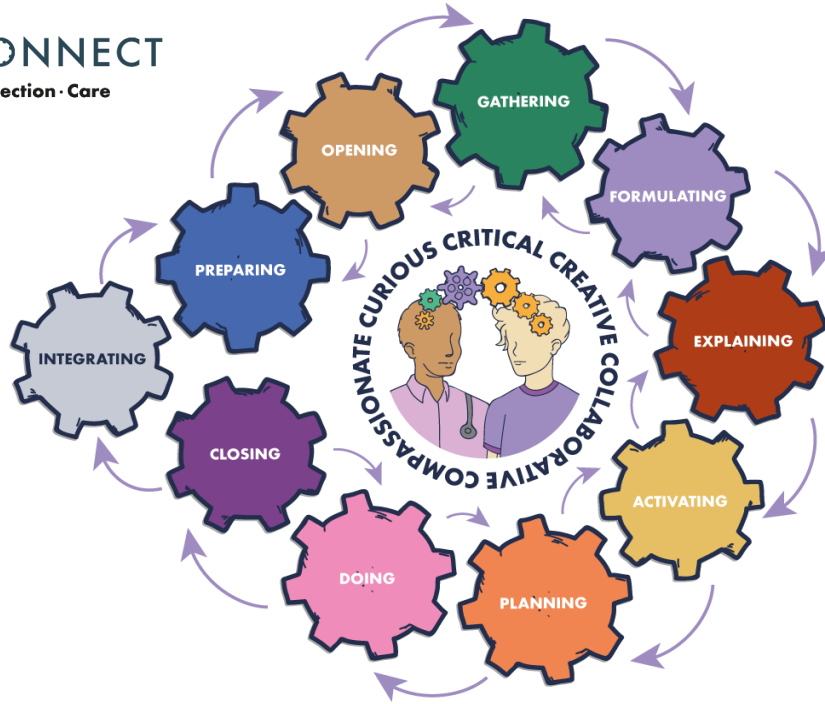 ONNECT
ection · Care
GATHERING
OPENING
FORMULATING
PREPARING
EXPLAINING
INTEGRATING
CLOSING
ACTIVATING
DOING
PLANNING
COMPASSIONATE CURIOUS CRITICAL CREATIVE COLLABORATIVE